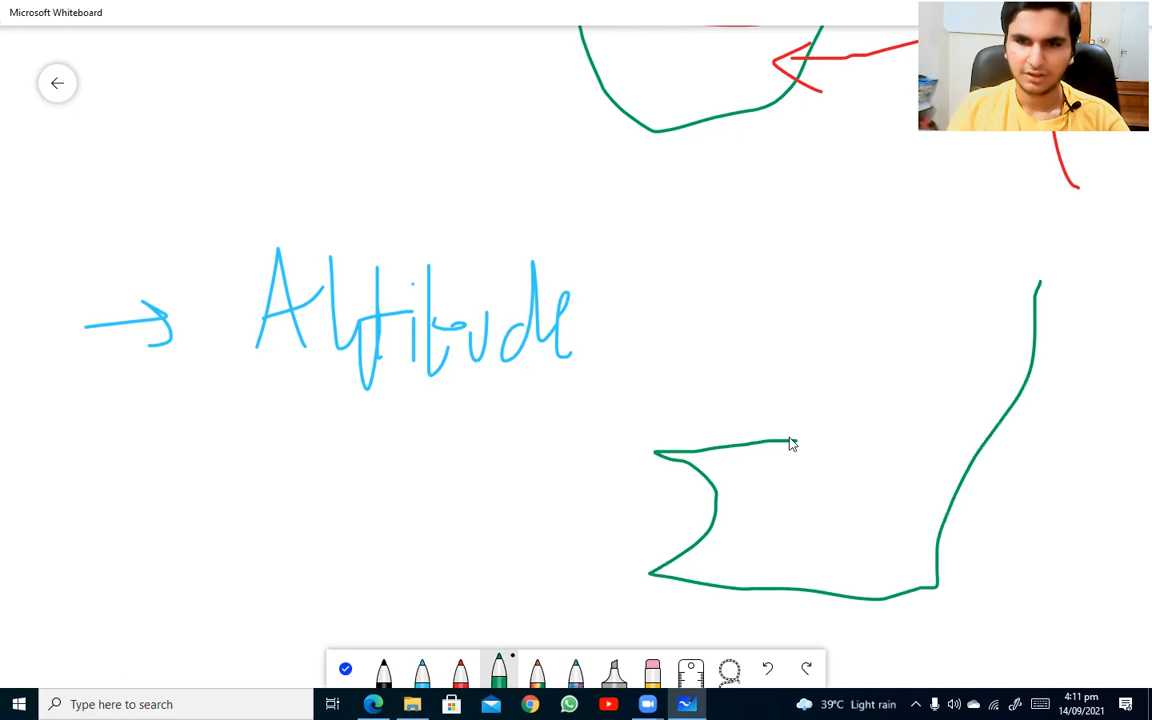 Microsoft Whiteboard
→ Altitude
Type here to search
39°C Light rain
4:11 pm
14/09/2021